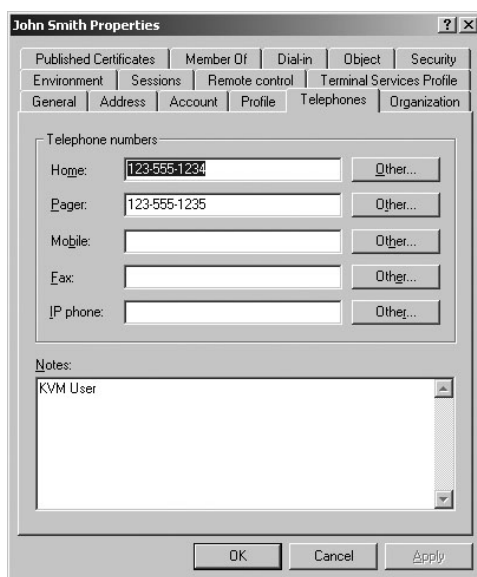 John Smith Properties
Published Certificates Member Of Dial-in Object Security
Environment Sessions Remote control Terminal Services Profile
General Address Account Profile Telephones Organization
Telephone numbers
Home: 123-555-1234 Other...
Pager: 123-555-1235 Other...
Mobile: Other...
Fax: Other...
IP phone: Other...
Notes:
KVM User
OK Cancel Apply